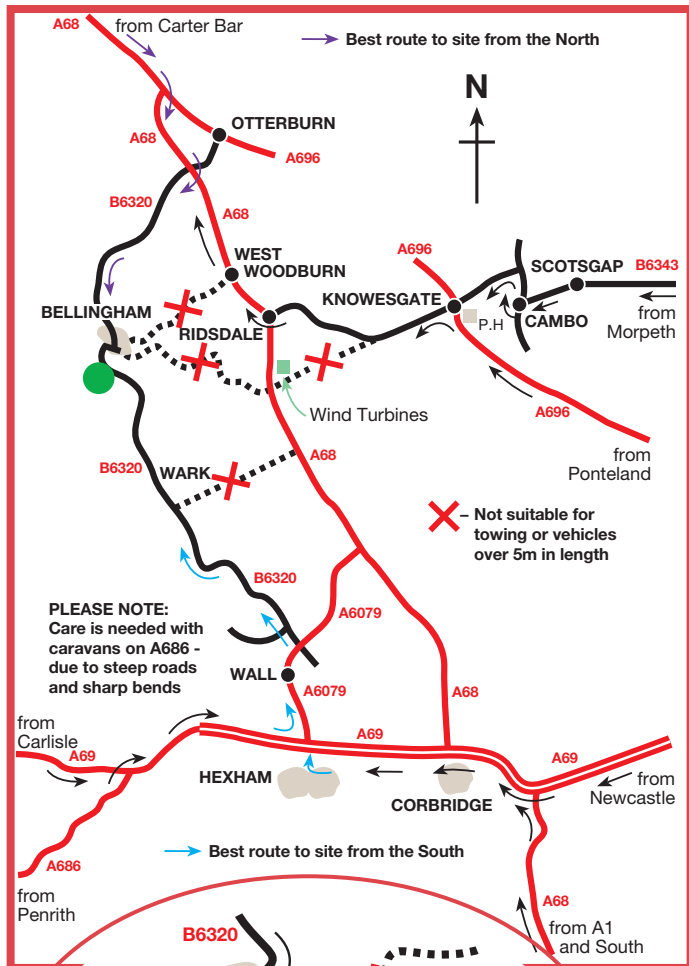 A68
from Carter Bar
Best route to site from the North
N
OTTERBURN
A68
A696
B6320
A68
WEST
WOODBURN
A696
SCOTSGAP
B6343
KNOWESGATE
BELLINGHAM
RIDSDALE
P.H
CAMBO
from
Morpeth
Wind Turbines
A696
from
Ponteland
A68
B6320
WARK
– Not suitable for
towing or vehicles
over 5m in length
B6320
A6079
PLEASE NOTE:
Care is needed with
caravans on A686 -
due to steep roads
and sharp bends
WALL
A6079
A68
from
Carlisle
A69
A69
A69
HEXHAM
CORBRIDGE
from
Newcastle
Best route to site from the South
A686
from
Penrith
A68
from A1
and South
B6320